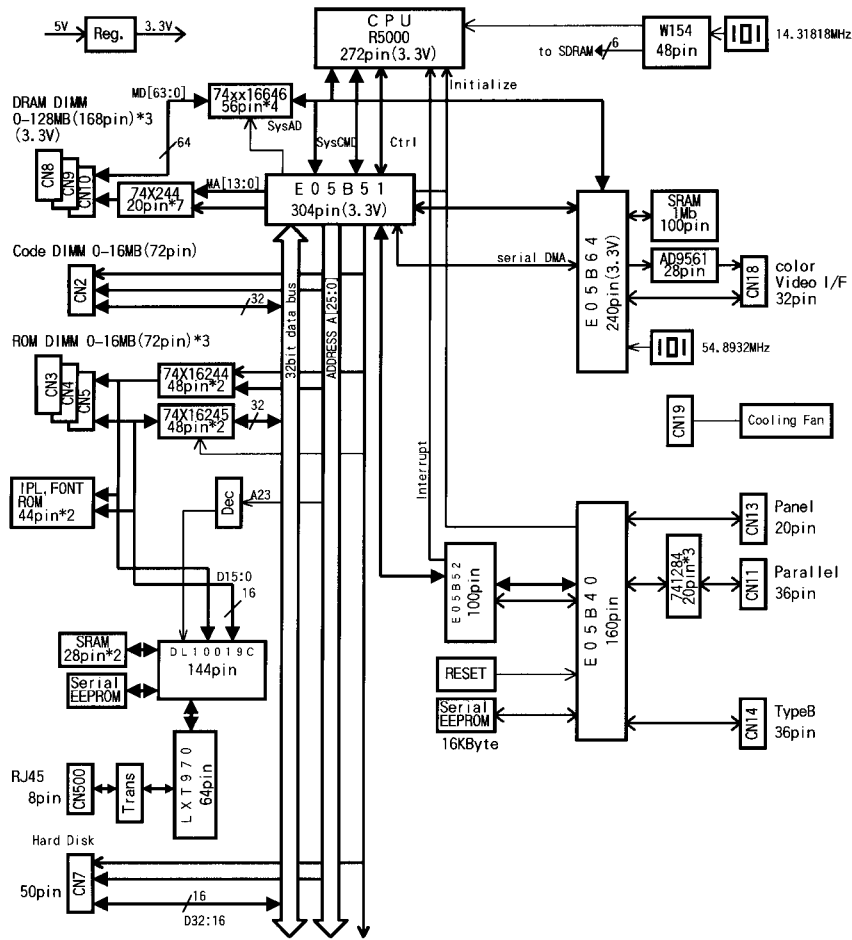 5V
Reg.
3.3V
CPU
R5000
272pin(3.3V)
W154
48pin
14.31818MHz
to SDRAM
6
Initialize
MD[63:0]
74xx16646
56pin*4
DRAM DIMM
0-128MB(168pin)*3
(3.3V)
SysAD
SysCMD
Ctrl
64
CN8
CN9
CN10
MA[13:0]
74X244
20pin*7
E05B51
304pin(3.3V)
E05B64
240pin(3.3V)
SRAM
1Mb
100pin
serial DMA
AD9561
28pin
CN18
color
Video I/F
32pin
Code DIMM 0-16MB(72pin)
CN2
32
32bit data bus
ADDRESS A[25:0]
54.8932MHz
ROM DIMM 0-16MB(72pin)*3
CN3
CN4
CN5
74X16244
48pin*2
74X16245
48pin*2
32
CN19
Cooling Fan
Interrupt
IPL,FONT
ROM
44pin*2
Dec
A23
CN13
Panel
20pin
E05B52
100pin
E05B40
160pin
741284
20pin*3
CN11
Parallel
36pin
D15:0
16
SRAM
28pin*2
DL10019C
144pin
Serial
EEPROM
RESET
Serial
EEPROM
16KByte
CN14
TypeB
36pin
RJ45
8pin
CN500
Trans
LXT970
64pin
Hard Disk
50pin
CN7
16
D32:16